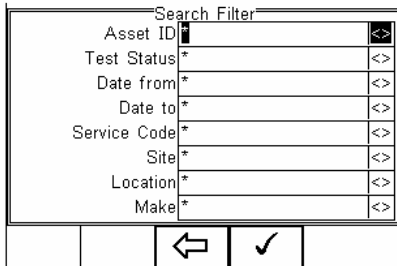 Search Filter
Asset ID * <>
Test Status * <>
Date from * <>
Date to * <>
Service Code * <>
Site * <>
Location * <>
Make * <>